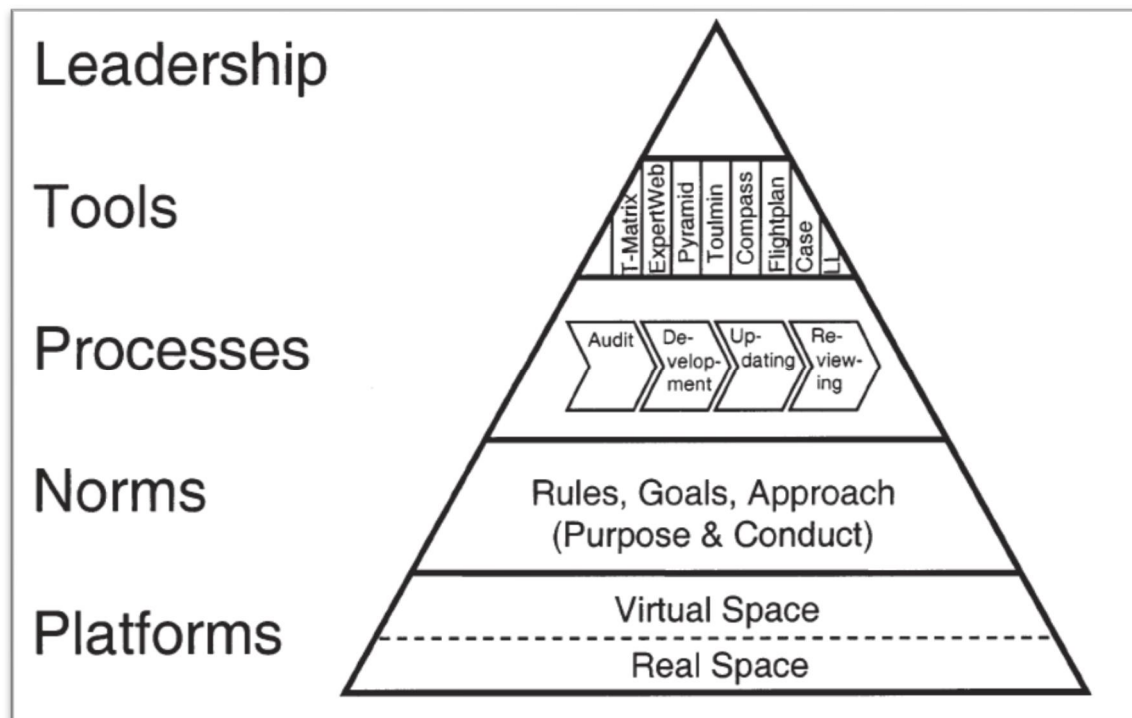 Leadership
Tools
T-Matrix
ExpertWeb
Pyramid
Toulmin
Compass
Flightplan
Case
LL
Processes
Audit
De-
velop-
ment
Up-
dating
Re-
view-
ing
Norms
Rules, Goals, Approach
(Purpose & Conduct)
Platforms
Virtual Space
Real Space